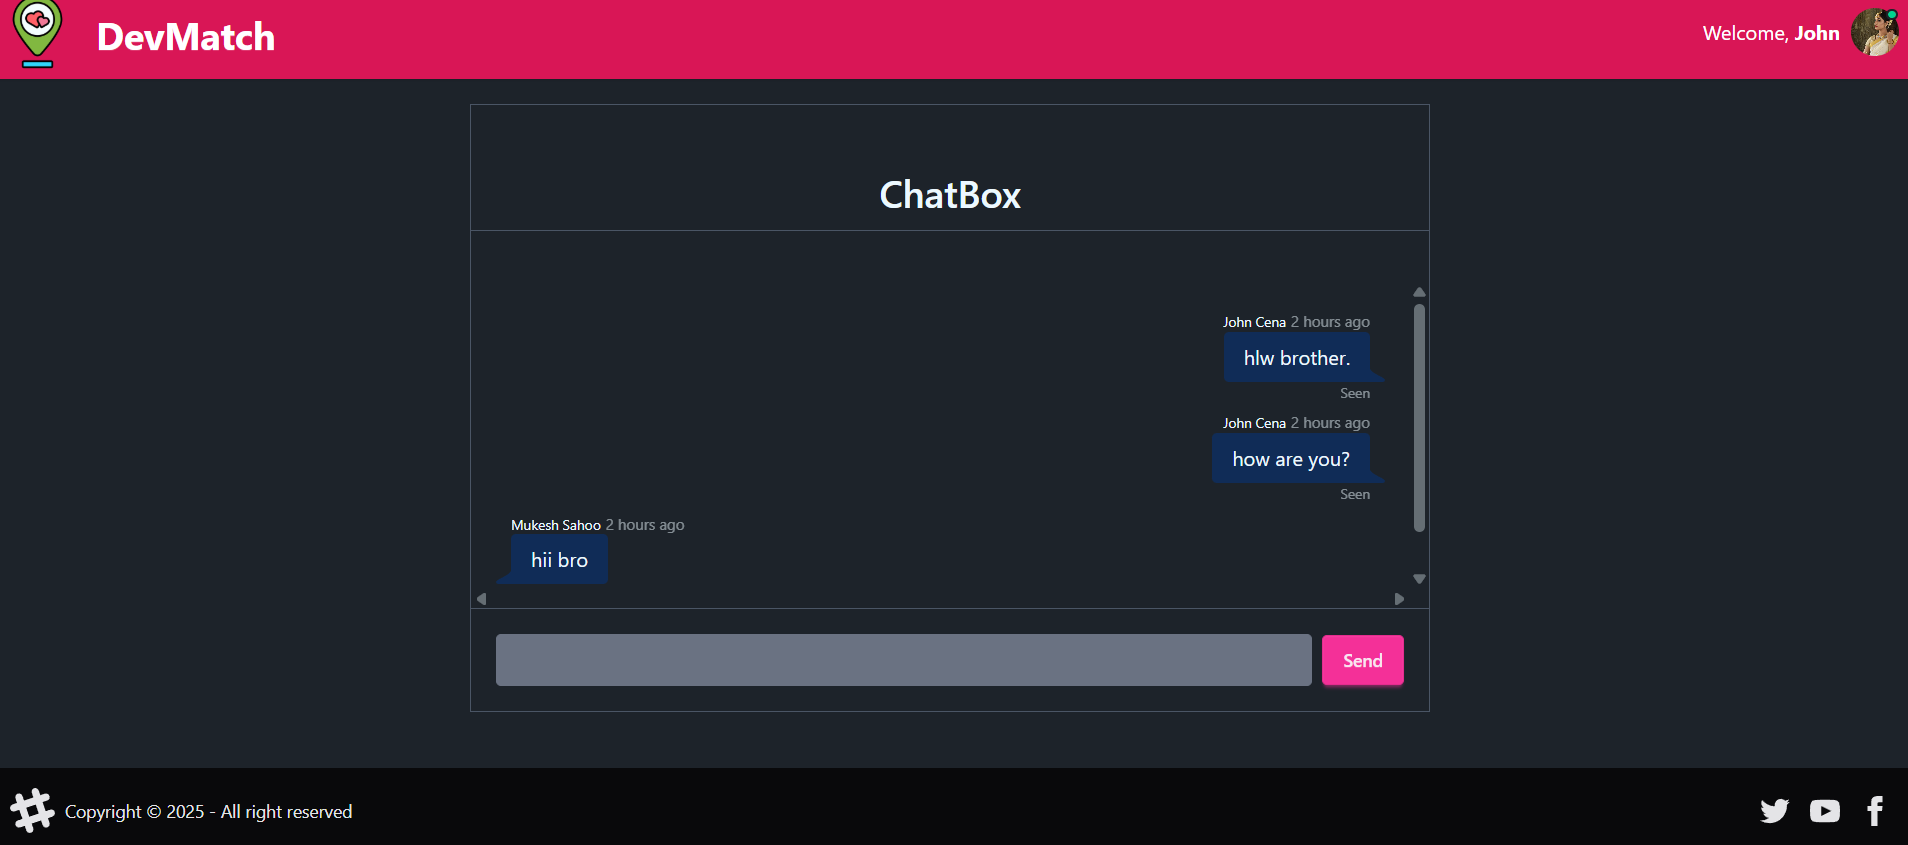 DevMatch
Welcome, John
ChatBox
John Cena 2 hours ago
hlw brother.
Seen
John Cena 2 hours ago
how are you?
Seen
Mukesh Sahoo 2 hours ago
hii bro
Send
Copyright © 2025 - All right reserved